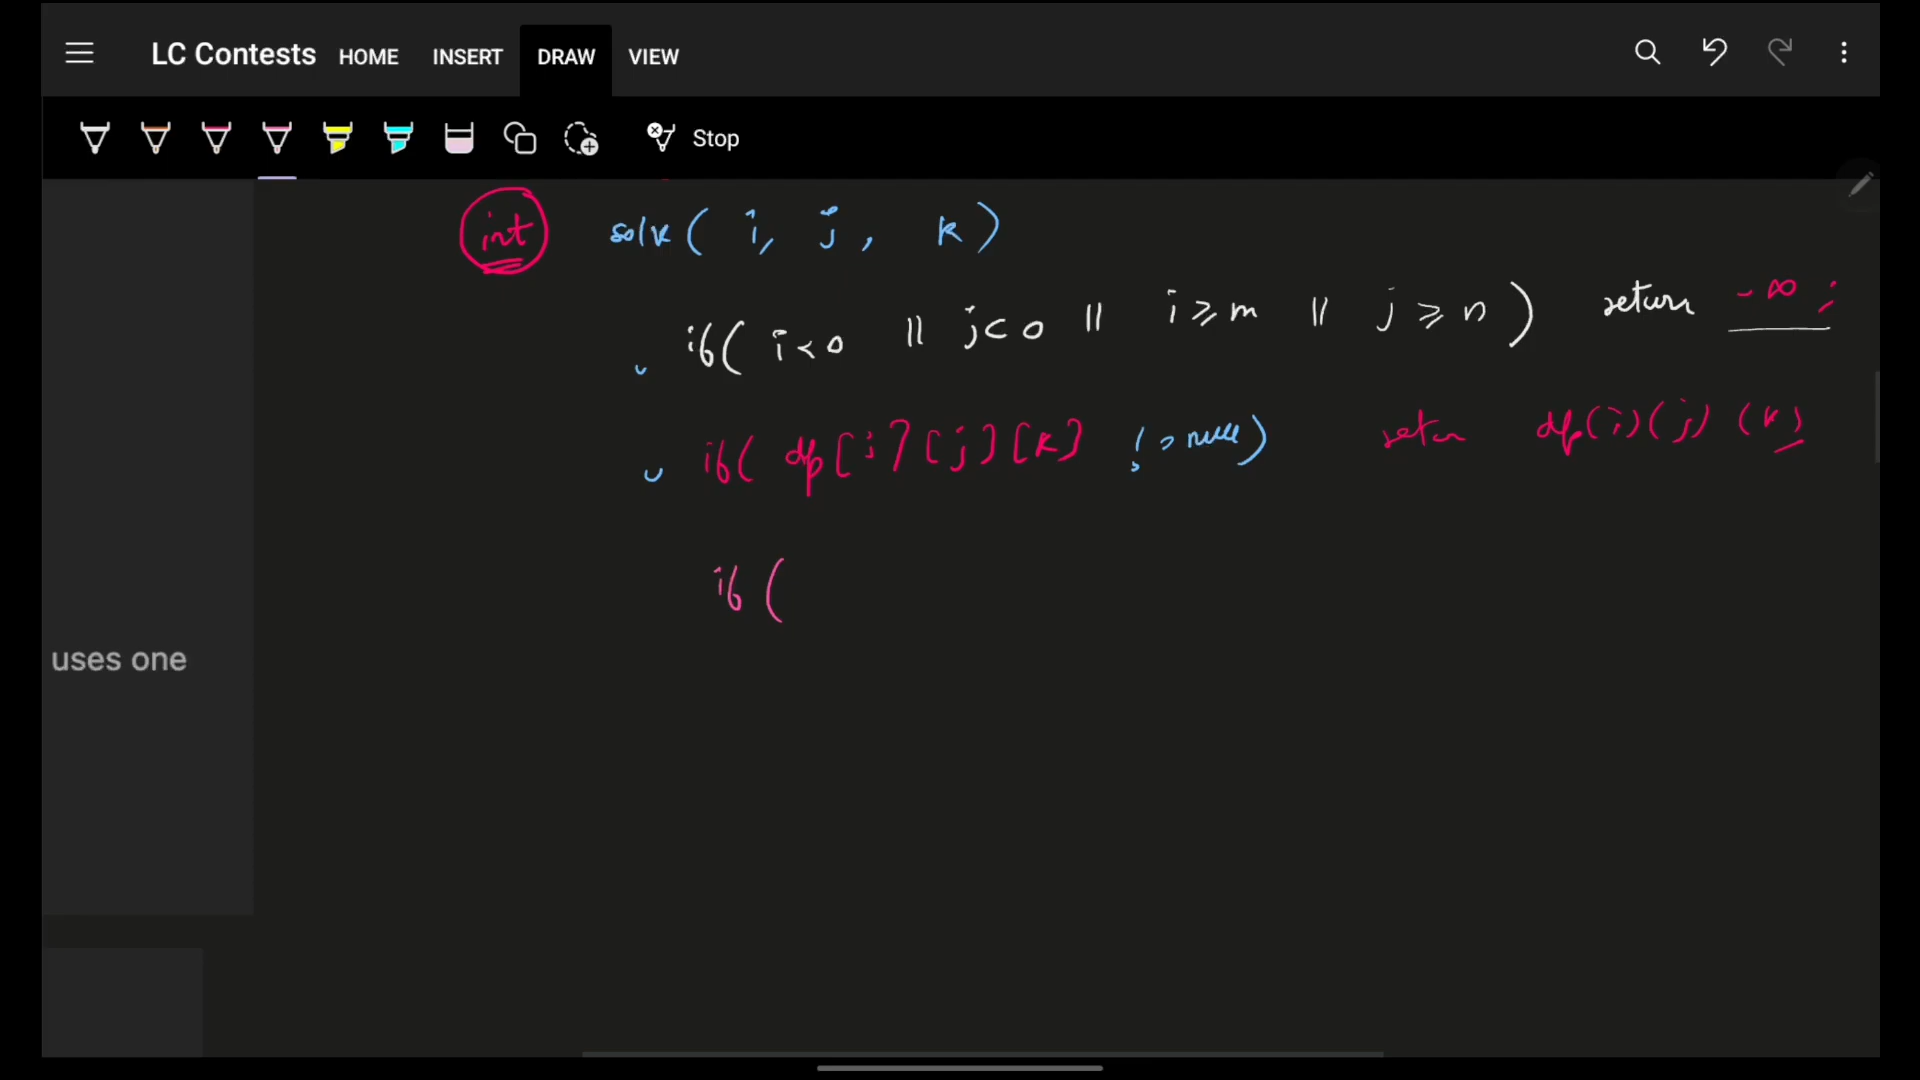 LC Contests HOME INSERT DRAW VIEW
Stop
int solve( i, j, k)
if( i<0 || j<0 || i≥m || j≥n) return -∞;
if( dp[i][j][k] != null) return dp(i)(j)(k)
if(
uses one